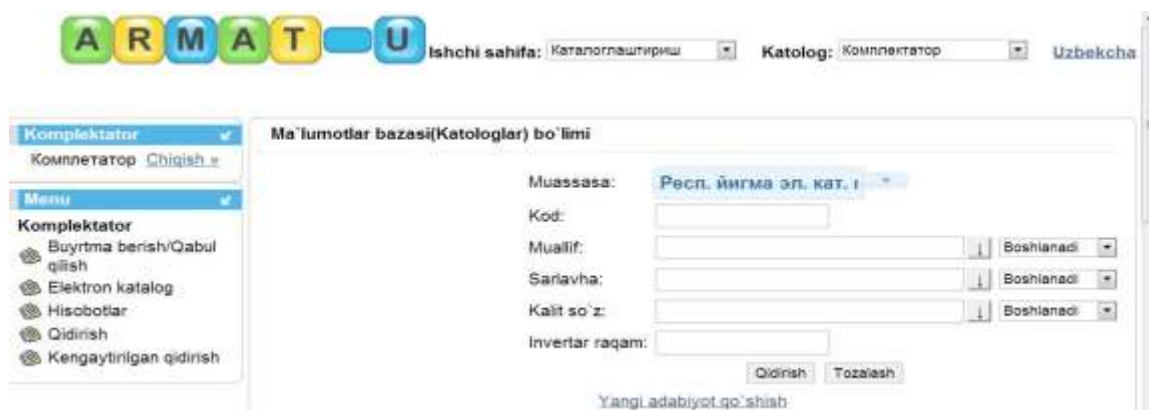 ARMAT-U
Ishchi sahifa: Каталоглаштириш Katolog: Комплектатор Uzbekcha
Komplektator
Комплетатор Chiqish »
Menu
Komplektator
Buyrtma berish/Qabul
qilish
Elektron katalog
Hisobotlar
Qidirish
Kengaytirilgan qidirish
Ma`lumotlar bazasi(Katologlar) bo`limi
Muassasa: Респ. йигма эл. кат.
Kod:
Muallif: Boshlanadi
Sarlavha: Boshlanadi
Kalit so`z: Boshlanadi
Invertar raqam:
Qidirish Tozalash
Yangi adabiyot qo`shish